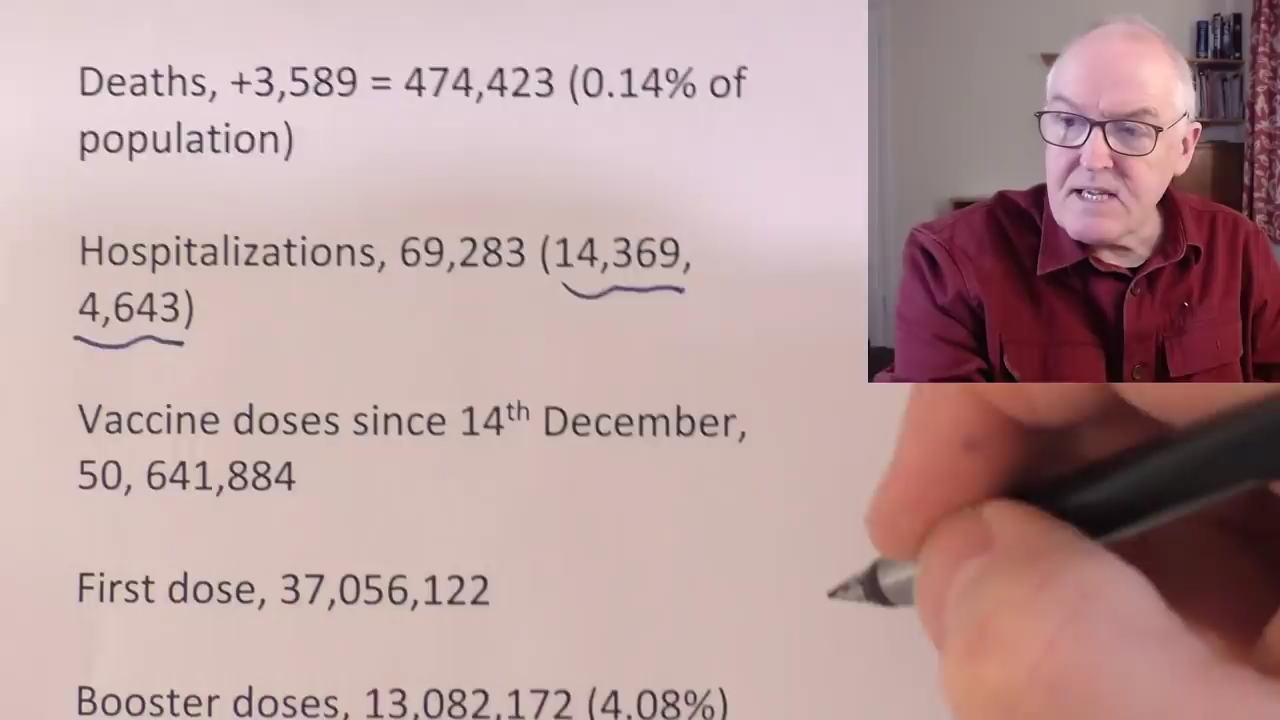 Deaths, +3,589 = 474,423 (0.14% of
population)
Hospitalizations, 69,283 (14,369,
4,643)
Vaccine doses since 14th December,
50, 641,884
First dose, 37,056,122
Booster doses, 13,082,172 (4.08%)